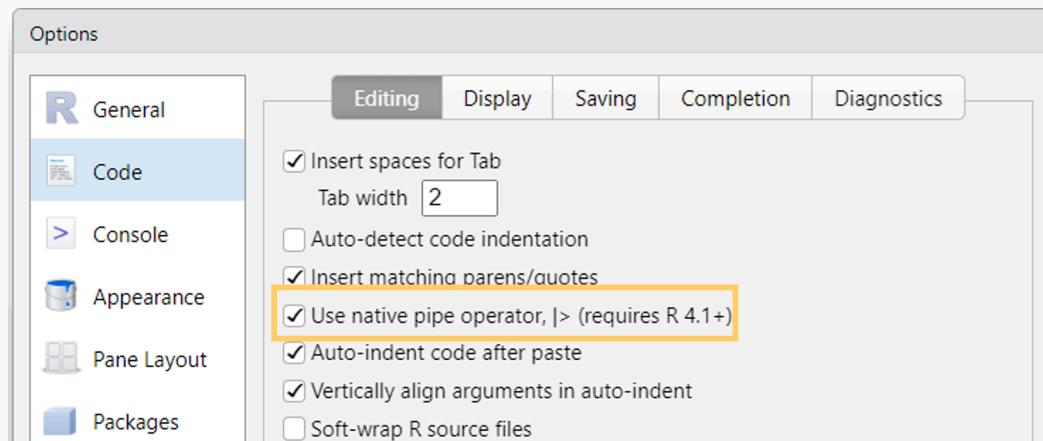 Options
General
Code
Console
Appearance
Pane Layout
Packages
Editing Display Saving Completion Diagnostics
Insert spaces for Tab
Tab width 2
Auto-detect code indentation
Insert matching parens/quotes
Use native pipe operator, |> (requires R 4.1+)
Auto-indent code after paste
Vertically align arguments in auto-indent
Soft-wrap R source files